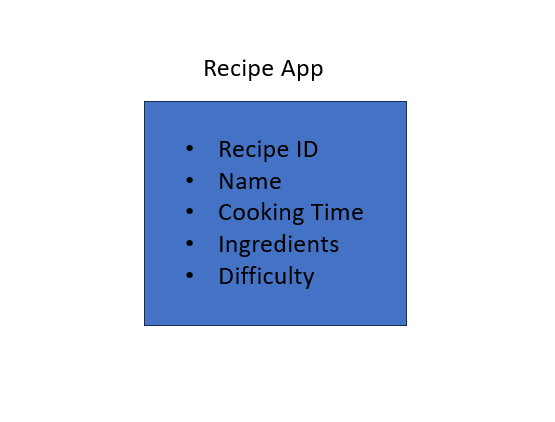 Recipe App
• Recipe ID
• Name
• Cooking Time
• Ingredients
• Difficulty